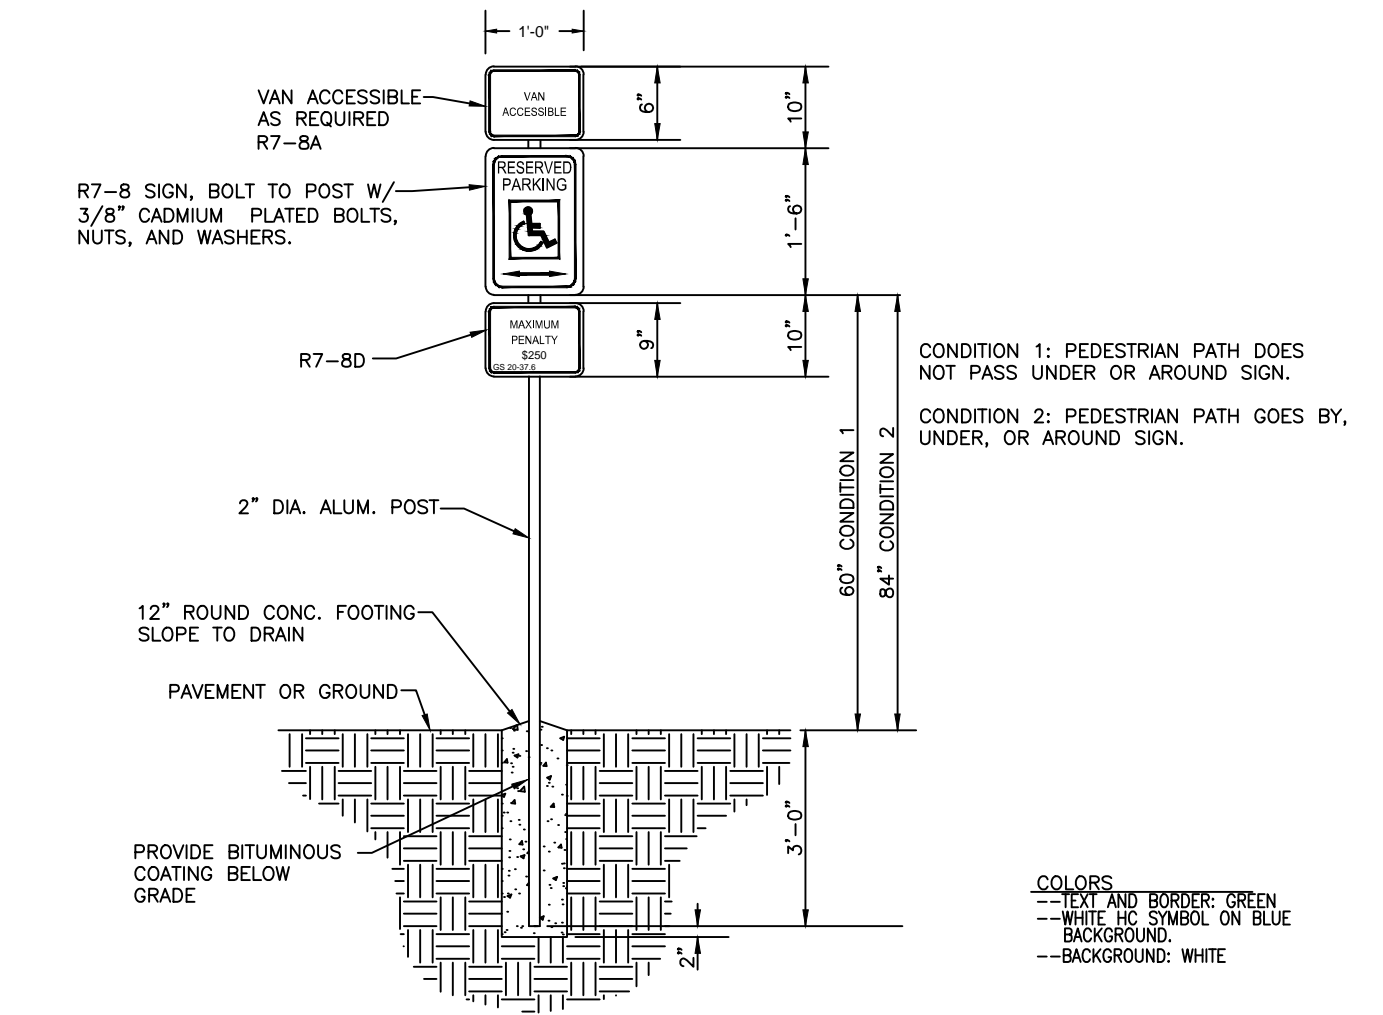 1'-0"
VAN ACCESSIBLE
AS REQUIRED
R7-8A
VAN
ACCESSIBLE
6"
10"
R7-8 SIGN, BOLT TO POST W/
3/8" CADMIUM PLATED BOLTS,
NUTS, AND WASHERS.
RESERVED
PARKING
1'-6"
R7-8D
MAXIMUM
PENALTY
$250
GS 20-37.6
9"
10"
CONDITION 1: PEDESTRIAN PATH DOES
NOT PASS UNDER OR AROUND SIGN.
CONDITION 2: PEDESTRIAN PATH GOES BY,
UNDER, OR AROUND SIGN.
60" CONDITION 1
84" CONDITION 2
2" DIA. ALUM. POST
12" ROUND CONC. FOOTING
SLOPE TO DRAIN
PAVEMENT OR GROUND
3'-0"
PROVIDE BITUMINOUS
COATING BELOW
GRADE
2"
COLORS
--TEXT AND BORDER: GREEN
--WHITE HC SYMBOL ON BLUE
BACKGROUND.
--BACKGROUND: WHITE